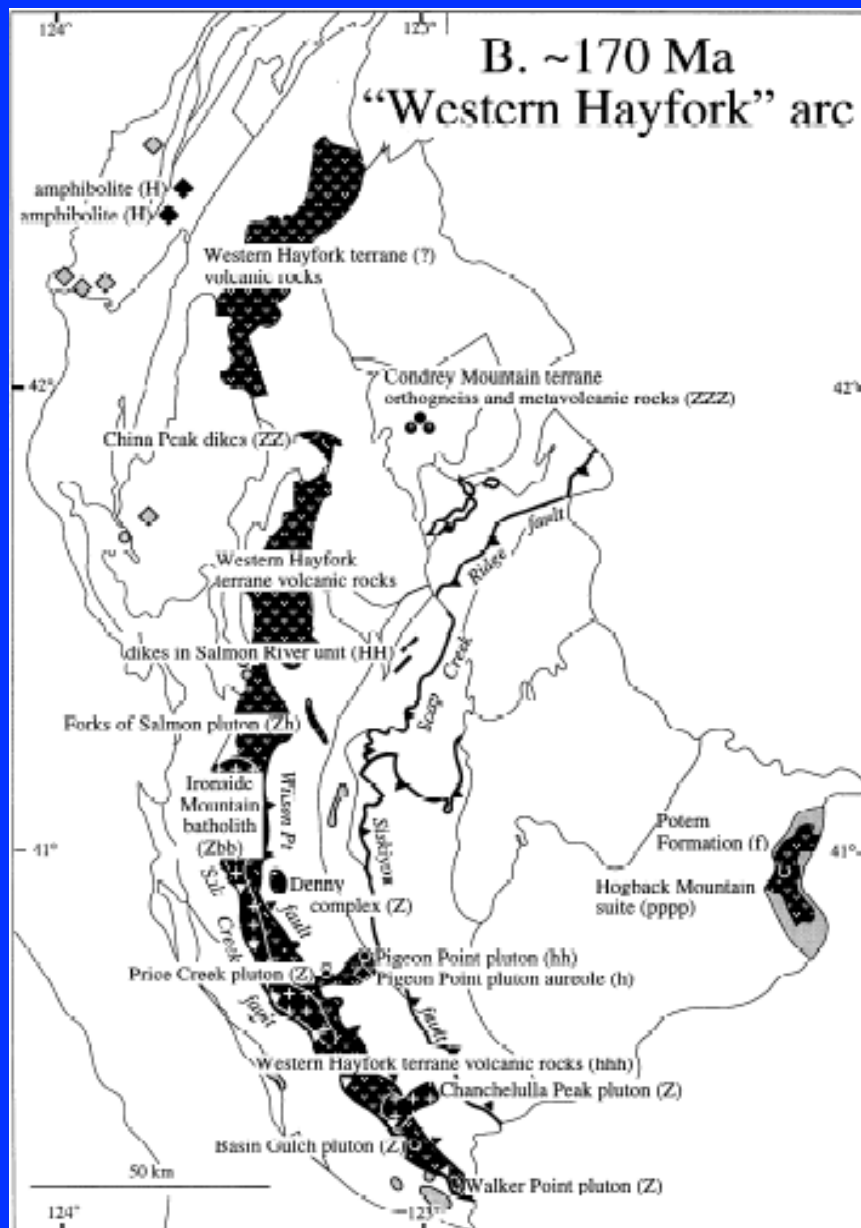 124°
123°
B. ~170 Ma
“Western Hayfork” arc
amphibolite (H)
amphibolite (H)
Western Hayfork terrane (?)
volcanic rocks
42°
Condrey Mountain terrane
orthogneiss and metavolcanic rocks (ZZZ)
42°
China Peak dikes (ZZ)
Ridge fault
Western Hayfork
terrane volcanic rocks
dikes in Salmon River unit (HH)
Soap Creek
Forks of Salmon pluton (Zh)
Ironside
Mountain
batholith
(Zbb)
Wilson Pt
fault
Siskiyou
fault
41°
Potem
Formation (f)
41°
Hogback Mountain
suite (pppp)
Salt Creek fault
Denny
complex (Z)
Pigeon Point pluton (hh)
Price Creek pluton (Z)
Pigeon Point pluton aureole (h)
Western Hayfork terrane volcanic rocks (hhh)
Chanchelulla Peak pluton (Z)
Basin Gulch pluton (Z)
50 km
Walker Point pluton (Z)
124°
123°